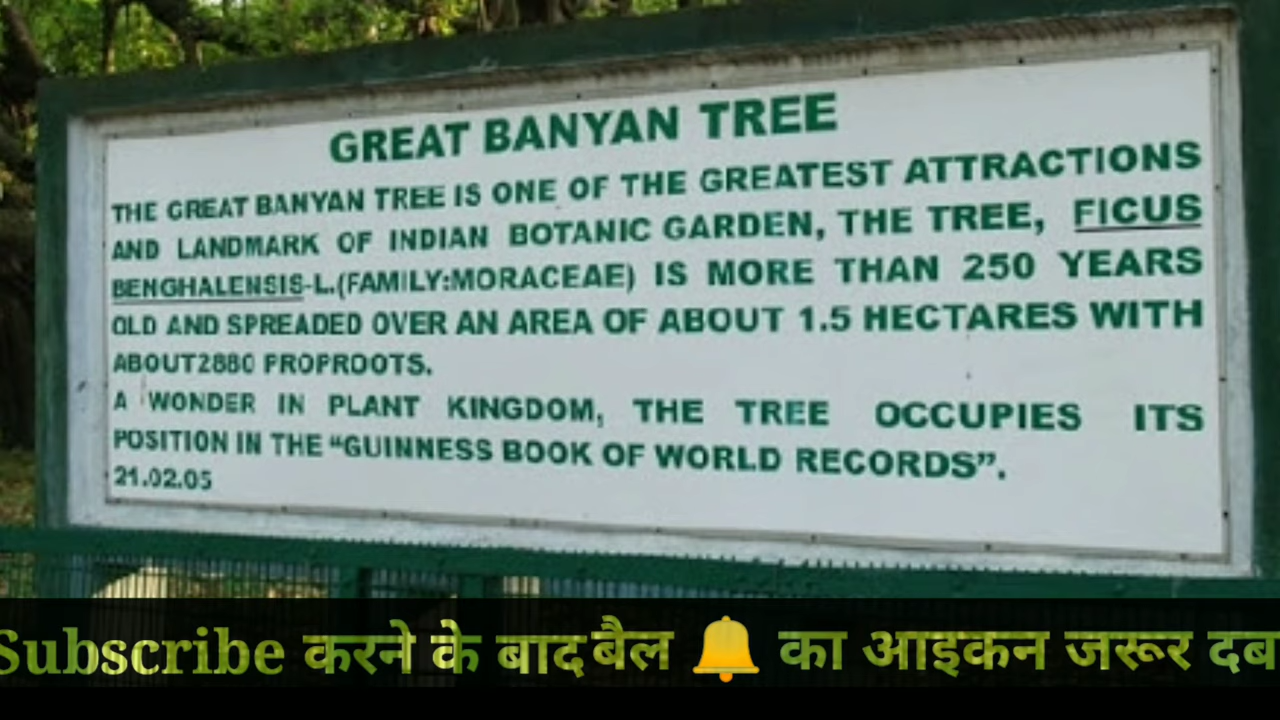 GREAT BANYAN TREE
THE GREAT BANYAN TREE IS ONE OF THE GREATEST ATTRACTIONS
AND LANDMARK OF INDIAN BOTANIC GARDEN, THE TREE, FICUS
BENGHALENSIS-L.(FAMILY:MORACEAE) IS MORE THAN 250 YEARS
OLD AND SPREADED OVER AN AREA OF ABOUT 1.5 HECTARES WITH
ABOUT2880 PROPROOTS.
A WONDER IN PLANT KINGDOM, THE TREE OCCUPIES ITS
POSITION IN THE “GUINNESS BOOK OF WORLD RECORDS”.
21.02.05
Subscribe करने के बाद बैल 🔔 का आइकन जरूर दब